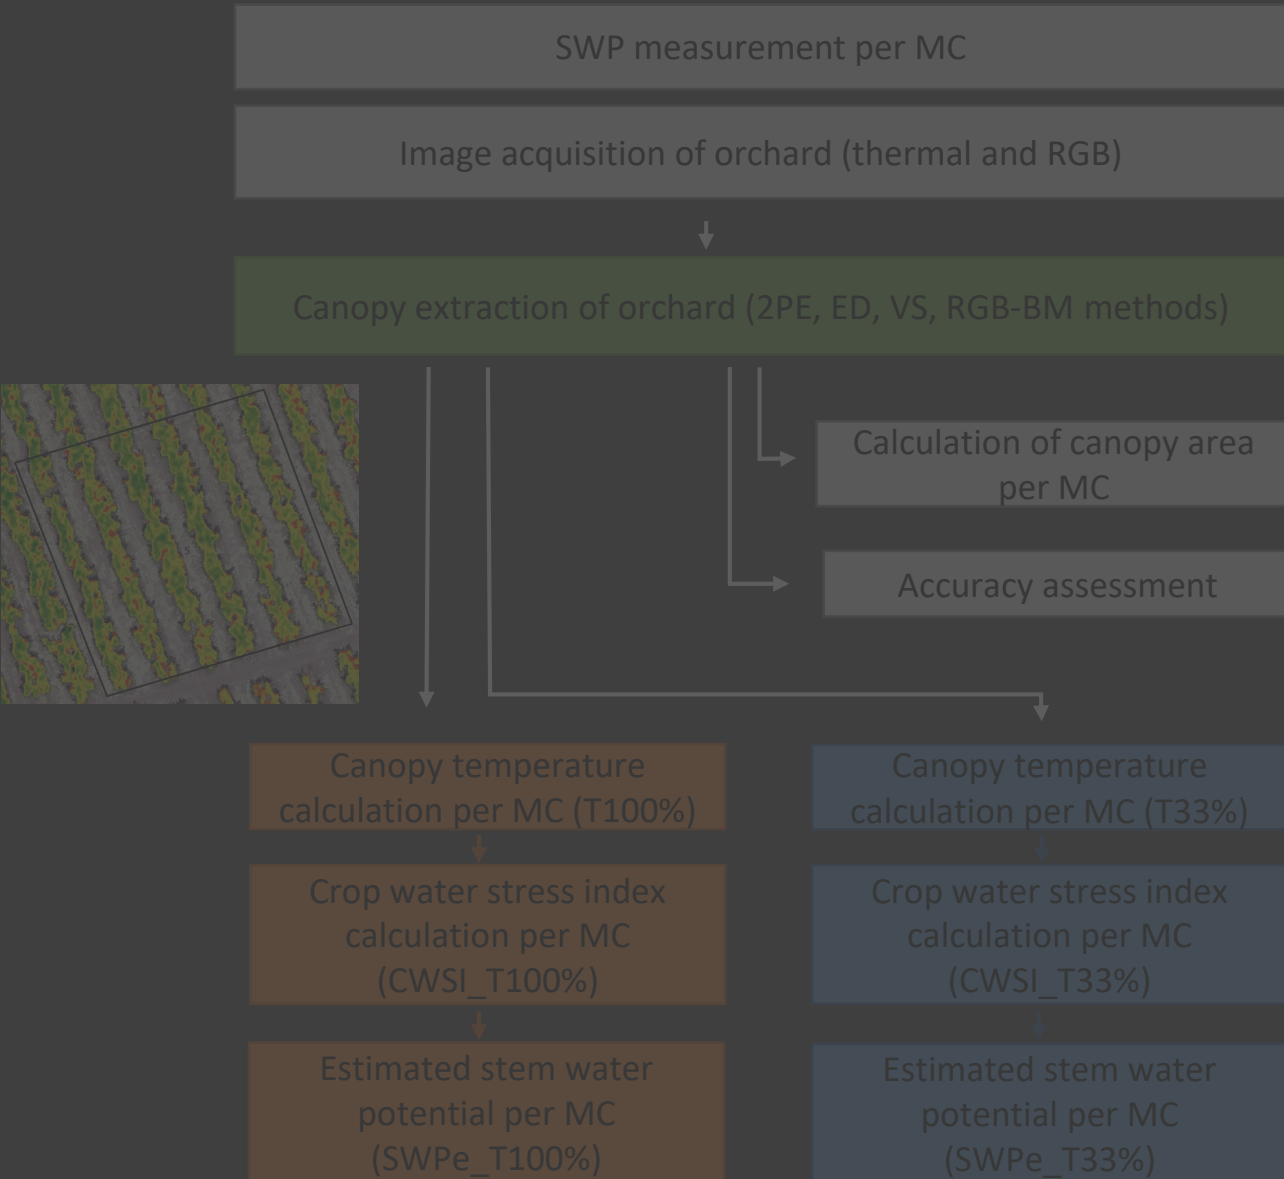 SWP measurement per MC
Image acquisition of orchard (thermal and RGB)
Canopy extraction of orchard (2PE, ED, VS, RGB-BM methods)
Calculation of canopy area
per MC
5
Accuracy assessment
Canopy temperature
calculation per MC (T100%)
Canopy temperature
calculation per MC (T33%)
Crop water stress index
calculation per MC
(CWSI_T100%)
Crop water stress index
calculation per MC
(CWSI_T33%)
Estimated stem water
potential per MC
(SWPe_T100%)
Estimated stem water
potential per MC
(SWPe_T33%)